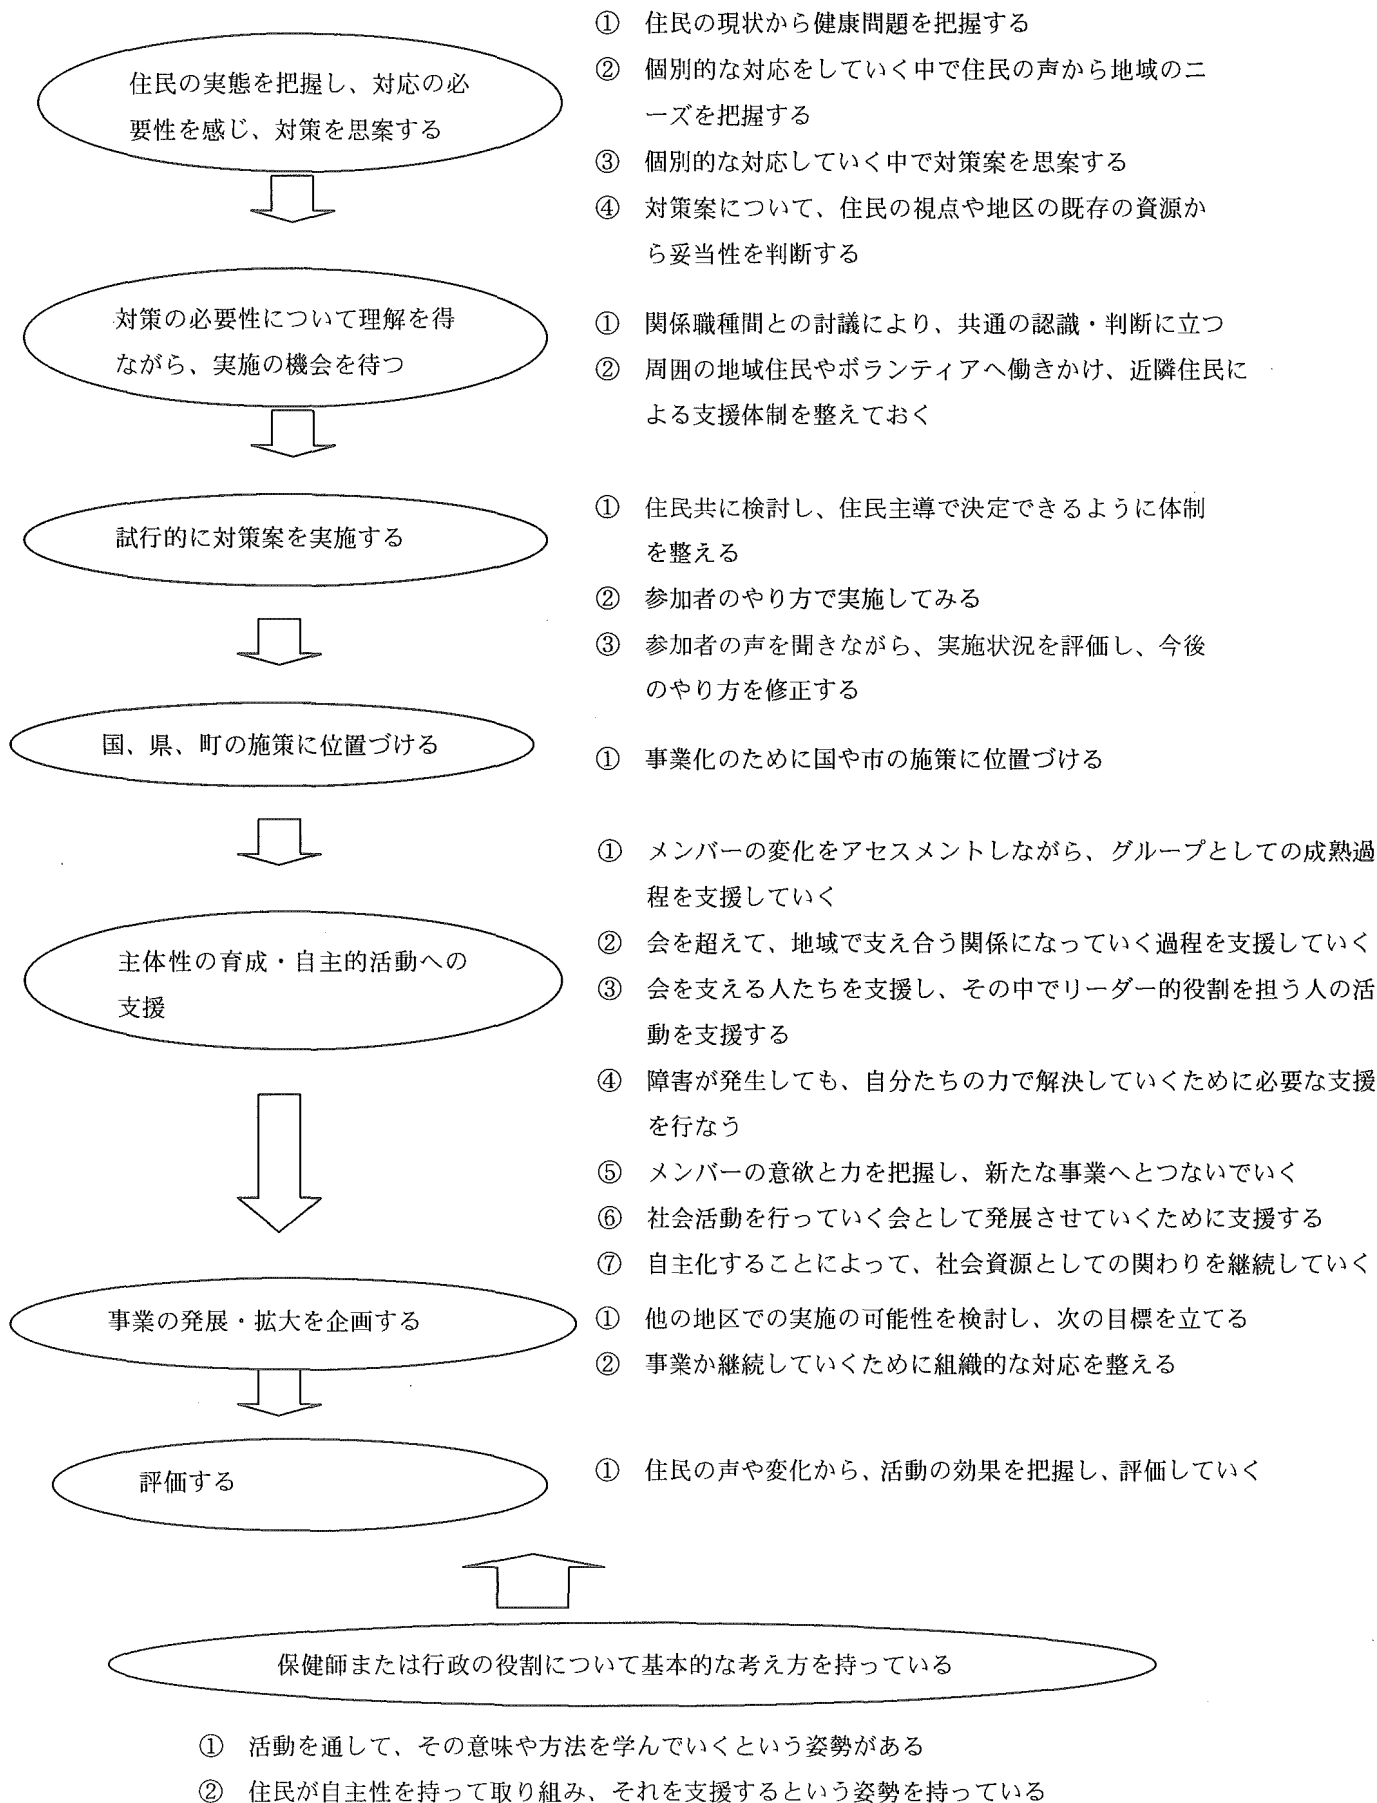 住民の実態を把握し、対応の必
要性を感じ、対策を思案する
① 住民の現状から健康問題を把握する
② 個別的な対応をしていく中で住民の声から地域のニ
ーズを把握する
③ 個別的な対応していく中で対策案を思案する
④ 対策案について、住民の視点や地区の既存の資源か
ら妥当性を判断する
対策の必要性について理解を得
ながら、実施の機会を待つ
① 関係職種間との討議により、共通の認識・判断に立つ
② 周囲の地域住民やボランティアへ働きかけ、近隣住民に
よる支援体制を整えておく
試行的に対策案を実施する
① 住民共に検討し、住民主導で決定できるように体制
を整える
② 参加者のやり方で実施してみる
③ 参加者の声を聞きながら、実施状況を評価し、今後
のやり方を修正する
国、県、町の施策に位置づける
① 事業化のために国や市の施策に位置づける
主体性の育成・自主的活動への
支援
① メンバーの変化をアセスメントしながら、グループとしての成熟過
程を支援していく
② 会を超えて、地域で支え合う関係になっていく過程を支援していく
③ 会を支える人たちを支援し、その中でリーダー的役割を担う人の活
動を支援する
④ 障害が発生しても、自分たちの力で解決していくために必要な支援
を行なう
⑤ メンバーの意欲と力を把握し、新たな事業へとつないでいく
⑥ 社会活動を行っていく会として発展させていくために支援する
⑦ 自主化することによって、社会資源としての関わりを継続していく
事業の発展・拡大を企画する
① 他の地区での実施の可能性を検討し、次の目標を立てる
② 事業か継続していくために組織的な対応を整える
評価する
① 住民の声や変化から、活動の効果を把握し、評価していく
保健師または行政の役割について基本的な考え方を持っている
① 活動を通して、その意味や方法を学んでいくという姿勢がある
② 住民が自主性を持って取り組み、それを支援するという姿勢を持っている